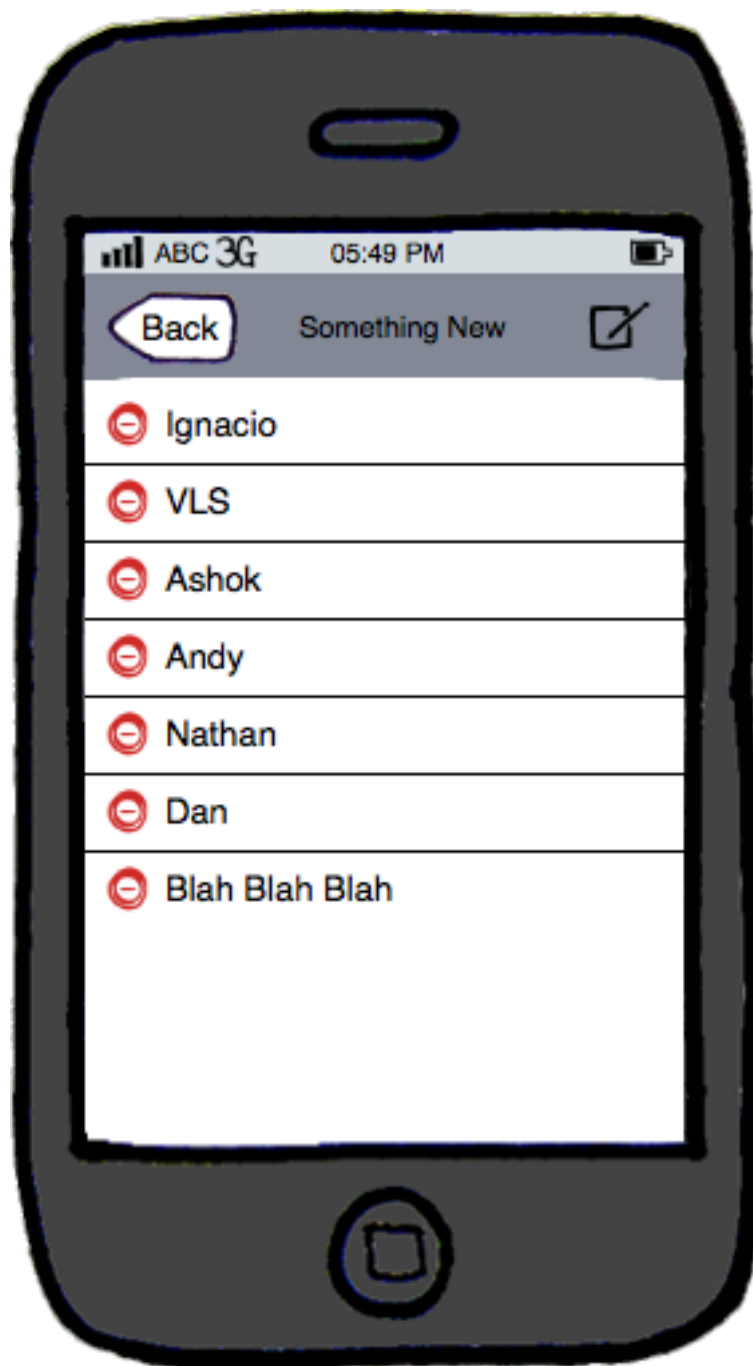 ABC 3G 05:49 PM
Back Something New
Ignacio
VLS
Ashok
Andy
Nathan
Dan
Blah Blah Blah